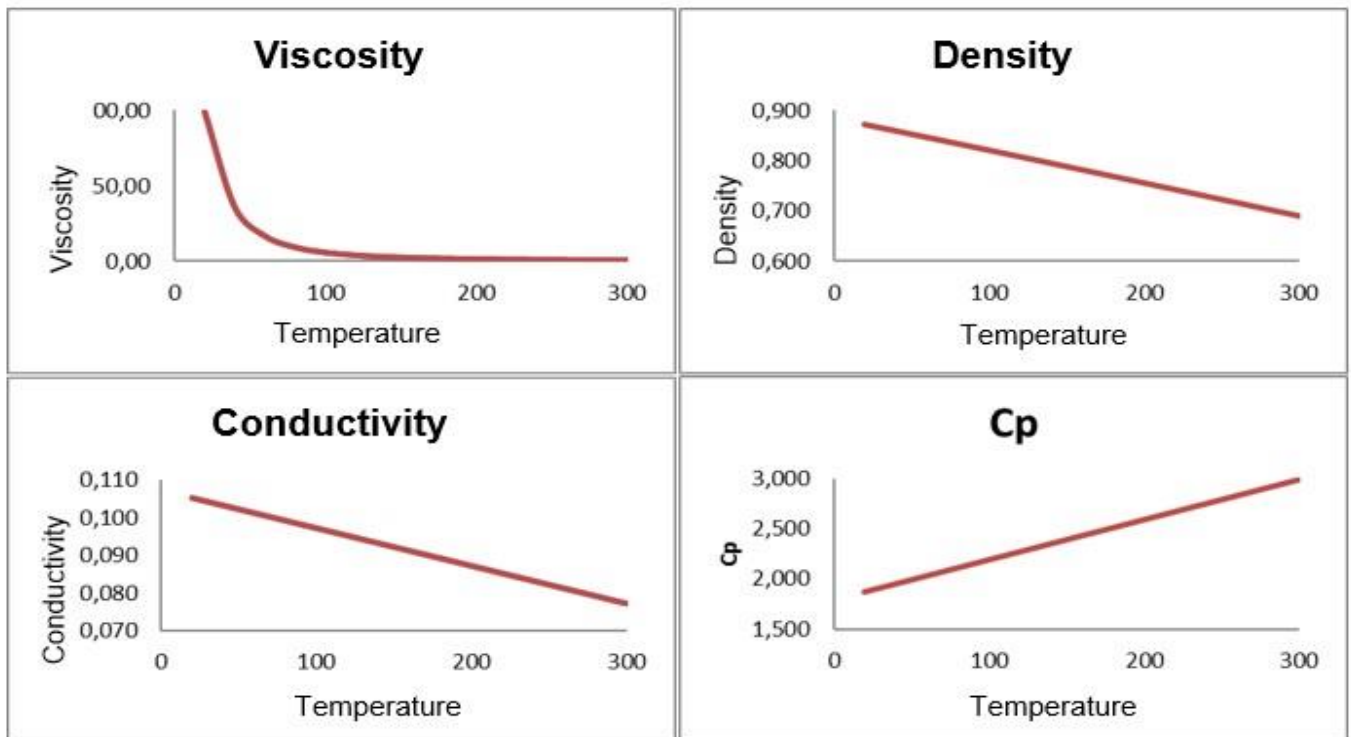 Viscosity
00,00
50,00
0,00
Viscosity
0 100 200 300
Temperature
Density
0,900
0,800
0,700
0,600
Density
0 100 200 300
Temperature
Conductivity
0,110
0,100
0,090
0,080
0,070
Conductivity
0 100 200 300
Temperature
Cp
3,000
2,500
2,000
1,500
Cp
0 100 200 300
Temperature